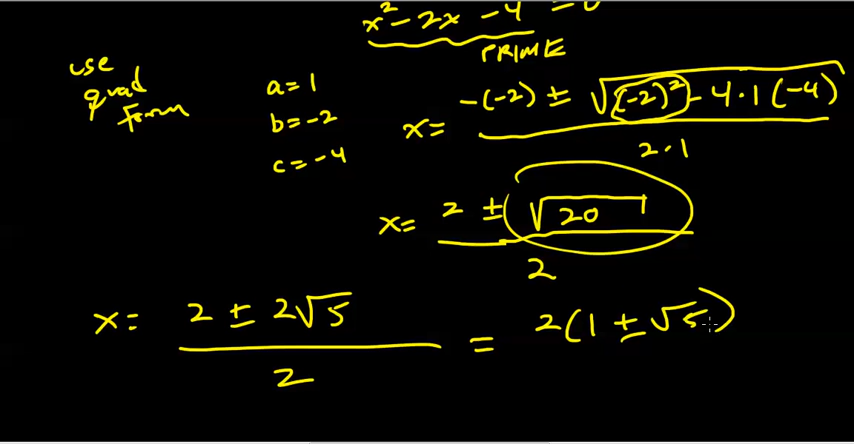 x² - 2x - 4 = 0
PRIME
use
quad
form
a = 1
b = -2
c = -4
x = -(-2) ± √(-2)² - 4·1(-4) / 2·1
x = 2 ± √20 / 2
x = 2 ± 2√5 / 2 = 2(1 ± √5)